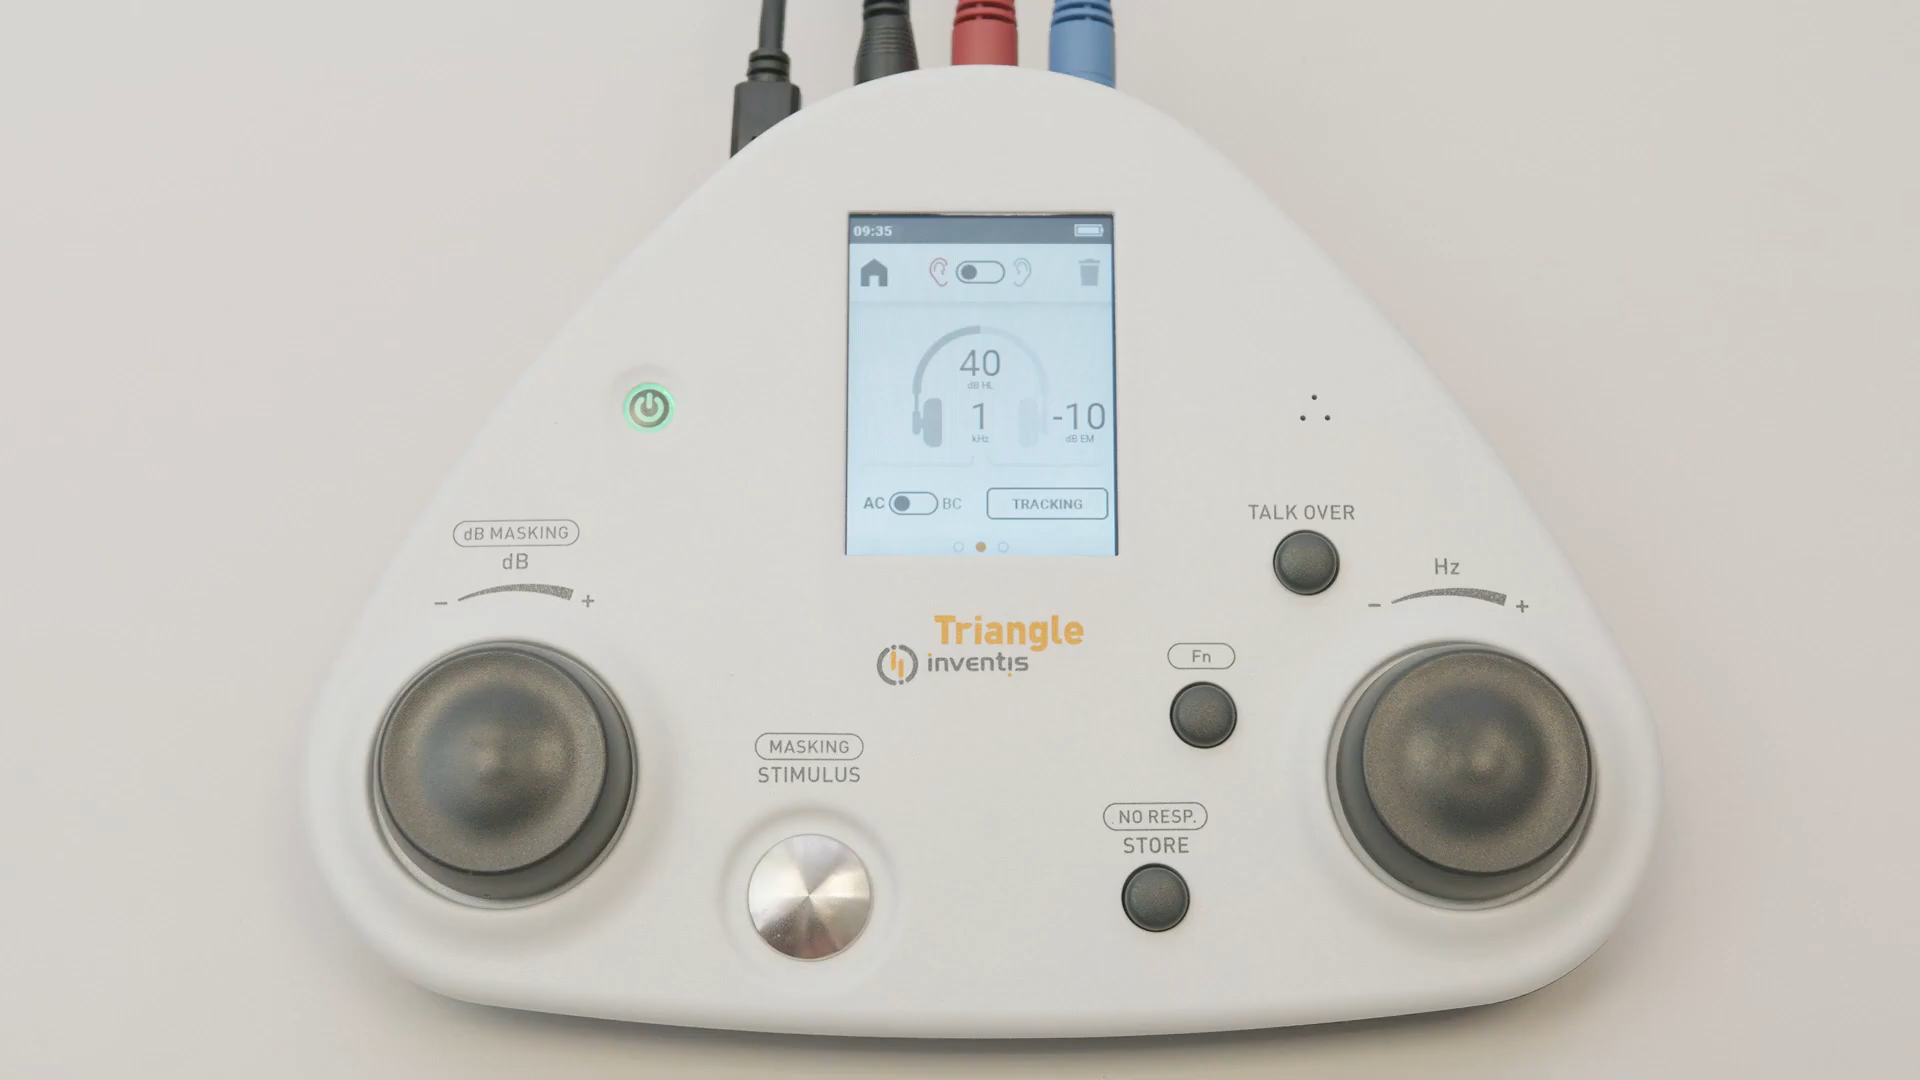 09:35
40
dB HL
1
kHz
-10
dB EM
AC
BC
TRACKING
dB MASKING
dB
- +
TALK OVER
Hz
- +
Triangle
inventis
Fn
MASKING
STIMULUS
NO RESP.
STORE